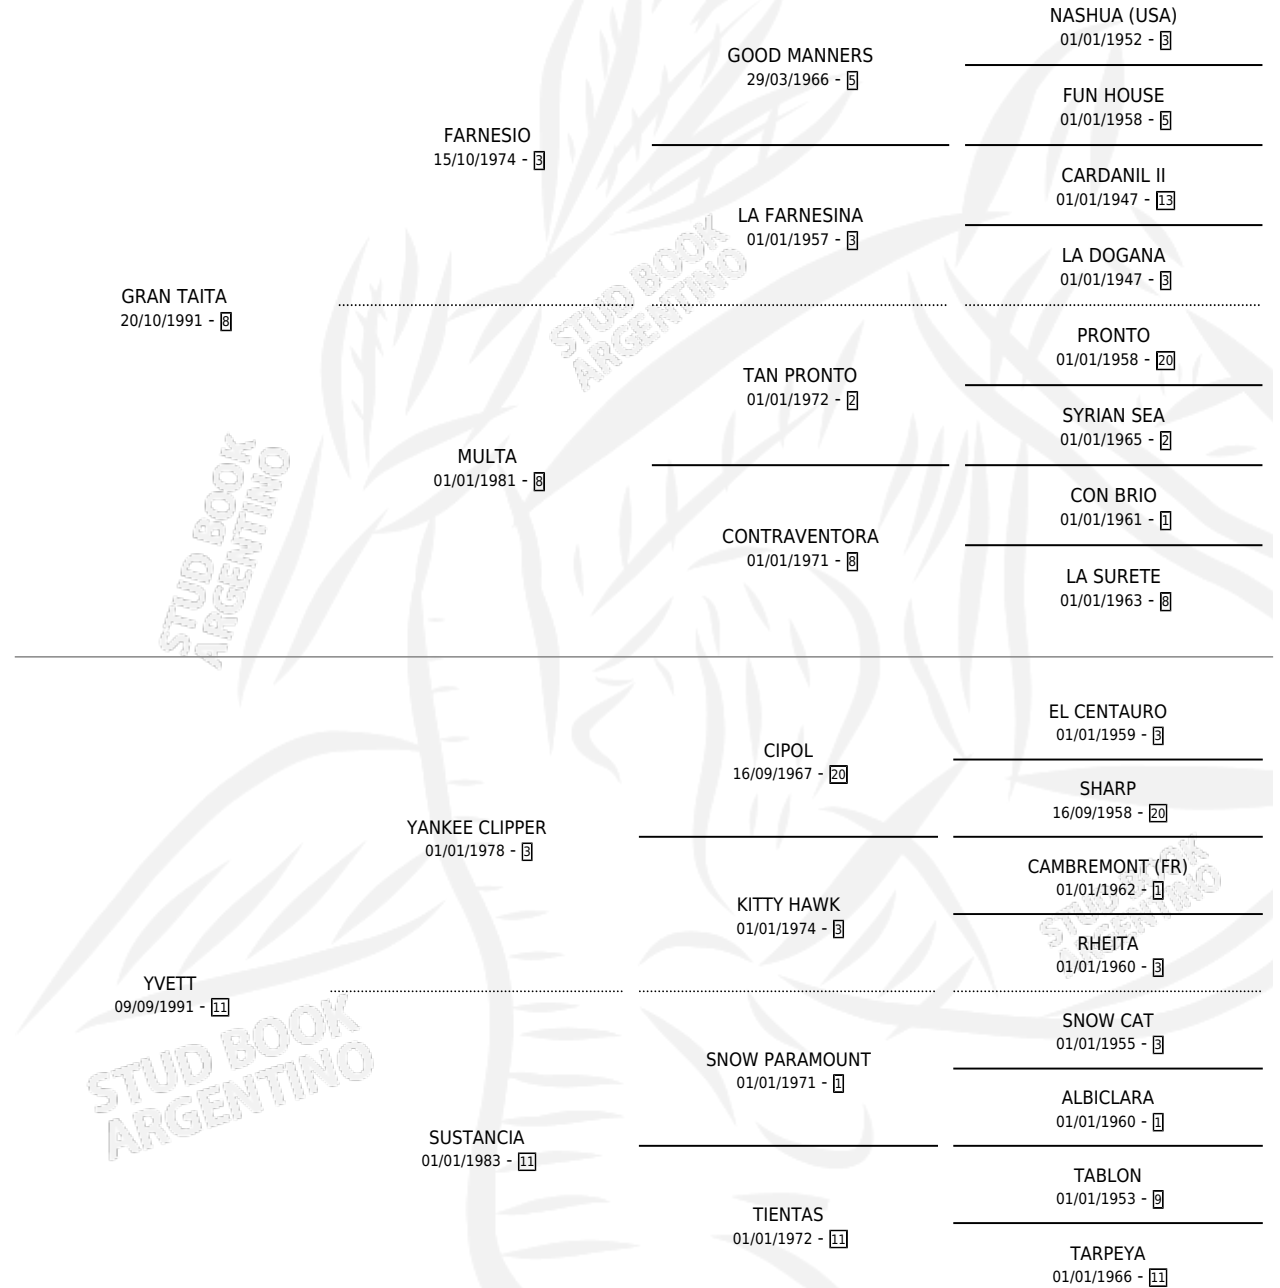 NASHUA (USA)
01/01/1952 - 3
GOOD MANNERS
29/03/1966 - 5
FUN HOUSE
01/01/1958 - 5
FARNESIO
15/10/1974 - 3
CARDANIL II
01/01/1947 - 13
LA FARNESINA
01/01/1957 - 3
LA DOGANA
01/01/1947 - 3
GRAN TAITA
20/10/1991 - 8
PRONTO
01/01/1958 - 20
TAN PRONTO
01/01/1972 - 2
SYRIAN SEA
01/01/1965 - 2
MULTA
01/01/1981 - 8
CON BRIO
01/01/1961 - 1
CONTRAVENTORA
01/01/1971 - 8
LA SURETE
01/01/1963 - 8
EL CENTAURO
01/01/1959 - 3
CIPOL
16/09/1967 - 20
SHARP
16/09/1958 - 20
YANKEE CLIPPER
01/01/1978 - 3
CAMBREMONT (FR)
01/01/1962 - 1
KITTY HAWK
01/01/1974 - 3
RHEITA
01/01/1960 - 3
YVETT
09/09/1991 - 11
SNOW CAT
01/01/1955 - 3
SNOW PARAMOUNT
01/01/1971 - 1
ALBICLARA
01/01/1960 - 1
SUSTANCIA
01/01/1983 - 11
TABLON
01/01/1953 - 9
TIENTAS
01/01/1972 - 11
TARPEYA
01/01/1966 - 11
STUD BOOK
ARGENTINO
STUD BOOK
ARGENTINO
STUD BOOK
ARGENTINO
STUD BOOK
ARGENTINO